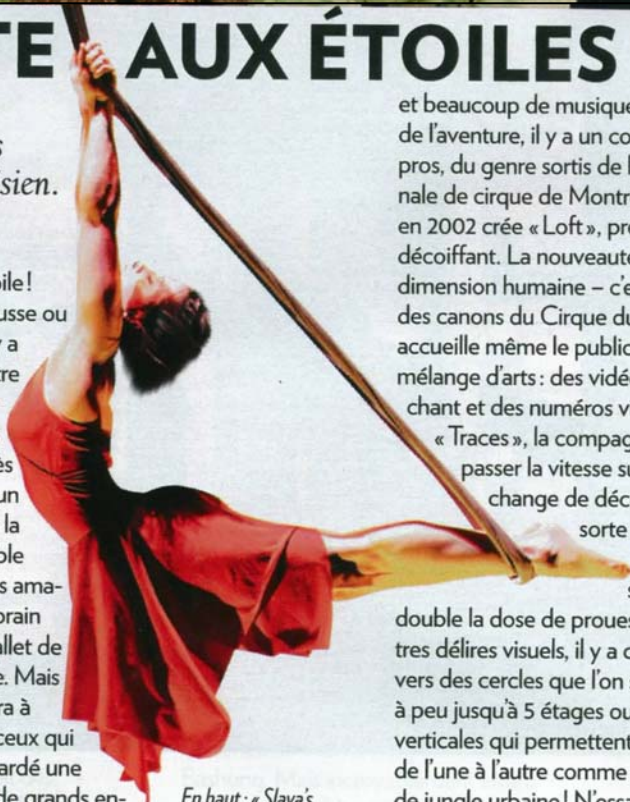 TE AUX ÉTOILES
s
sien.
oile!
usse ou
y a
re
ès
un
la
ble
s ama-
orain
allet de
e. Mais
ra à
ceux qui
ardé une
de grands en-
En haut : « Slava's
et beaucoup de musique
de l'aventure, il y a un co
pros, du genre sortis de l
nale de cirque de Montr
en 2002 crée « Loft », pre
décoiffant. La nouveauté
dimension humaine – c'e
des canons du Cirque du
accueille même le public
mélange d'arts : des vidé
chant et des numéros v
« Traces », la compag
passer la vitesse su
change de déc
sorte
s
double la dose de proues
tres délires visuels, il y a c
vers des cercles que l'on s
à peu jusqu'à 5 étages ou
verticales qui permettent
de l'une à l'autre comme
de jungle urbaine ! N'essa